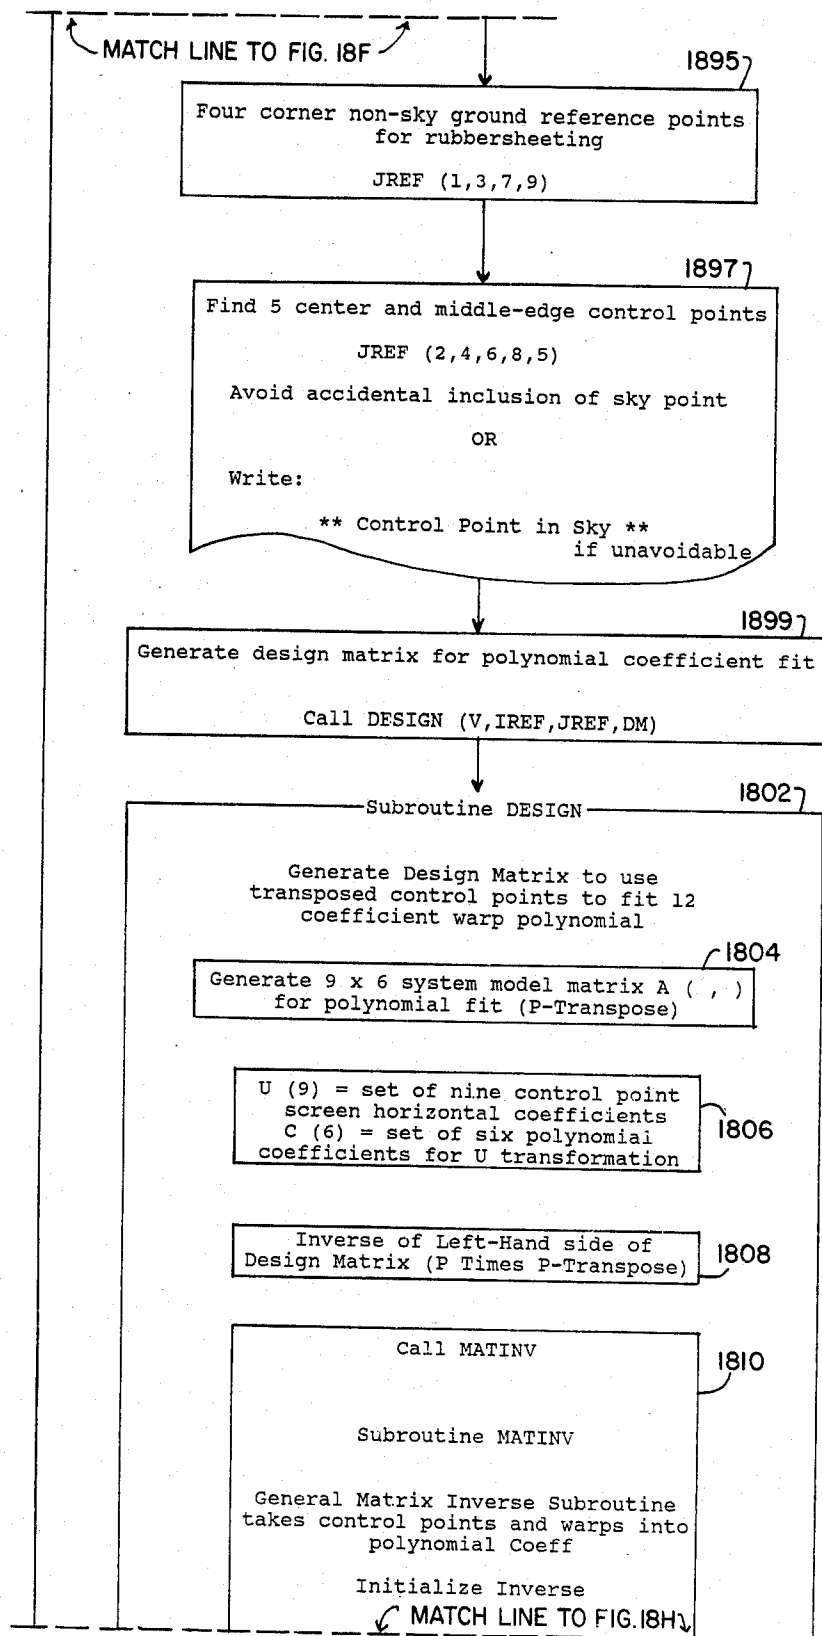 MATCH LINE TO FIG. 18F
1895
Four corner non-sky ground reference points
for rubbersheeting
JREF (1,3,7,9)
1897
Find 5 center and middle-edge control points
JREF (2,4,6,8,5)
Avoid accidental inclusion of sky point
OR
Write:
** Control Point in Sky **
if unavoidable
1899
Generate design matrix for polynomial coefficient fit
Call DESIGN (V,IREF,JREF,DM)
1802
Subroutine DESIGN
Generate Design Matrix to use
transposed control points to fit 12
coefficient warp polynomial
1804
Generate 9 x 6 system model matrix A ( , )
for polynomial fit (P-Transpose)
U (9) = set of nine control point
screen horizontal coefficients
C (6) = set of six polynomial
coefficients for U transformation
1806
Inverse of Left-Hand side of
Design Matrix (P Times P-Transpose)
1808
Call MATINV
1810
Subroutine MATINV
General Matrix Inverse Subroutine
takes control points and warps into
polynomial Coeff
Initialize Inverse
MATCH LINE TO FIG.18H